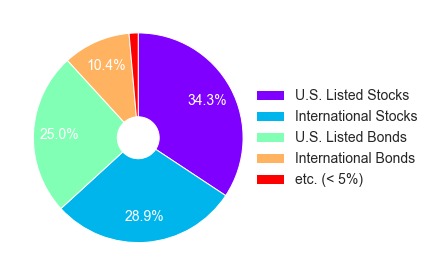 10.4%
34.3%
25.0%
28.9%
U.S. Listed Stocks
International Stocks
U.S. Listed Bonds
International Bonds
etc. (< 5%)